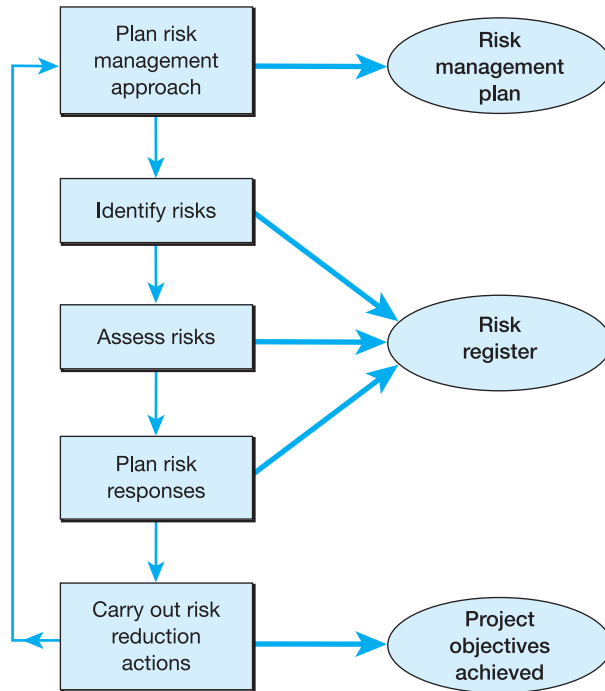 Plan risk
management
approach
Risk
management
plan
Identify risks
Assess risks
Risk
register
Plan risk
responses
Carry out risk
reduction
actions
Project
objectives
achieved